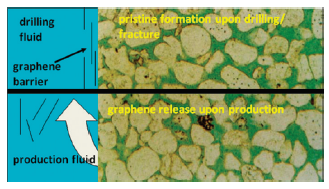 drilling
fluid
graphene
barrier
pristine formation upon drilling/
fracture
graphene release upon production
production fluid